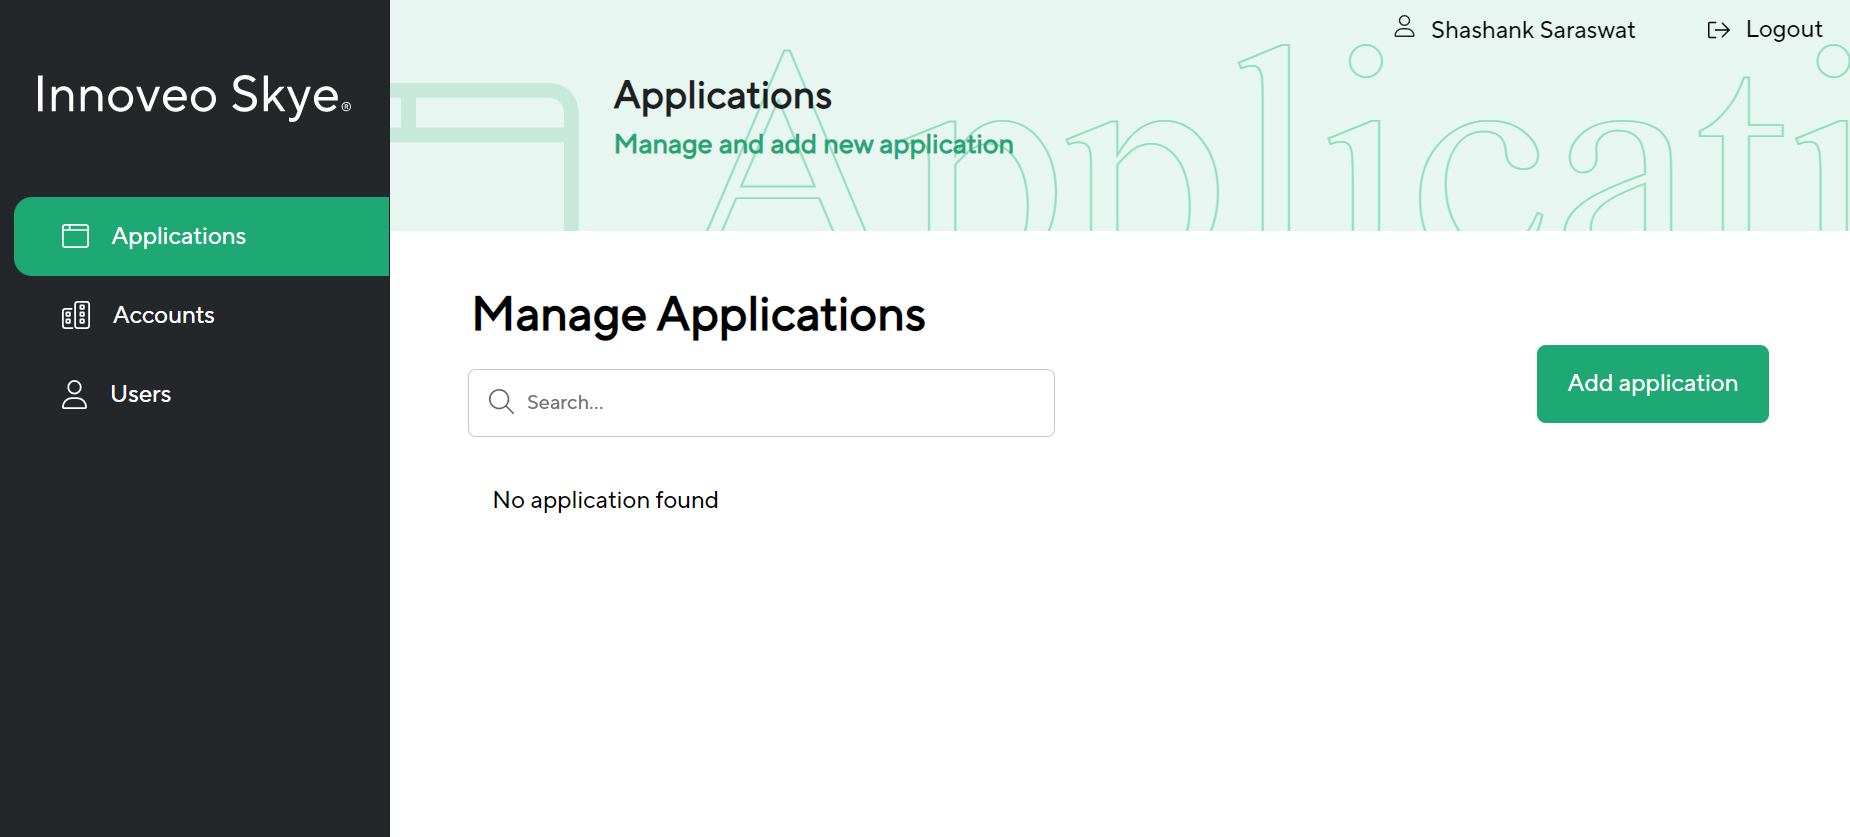 Innoveo Skye®
Applications
Accounts
Users
Shashank Saraswat
Logout
Applications
Manage and add new application
Applicati
Manage Applications
Search...
Add application
No application found